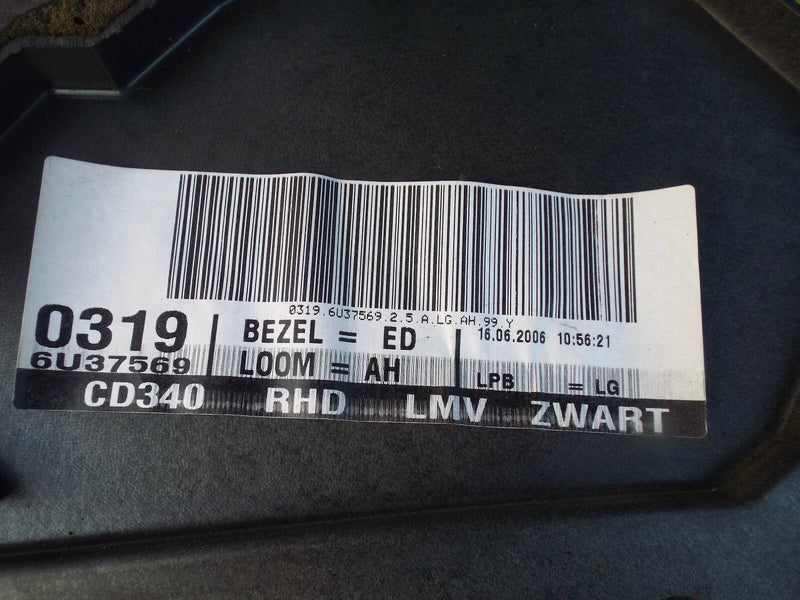 0319.6U37569.2.5.A.LG.AH.99.Y
0319
6U37569
BEZEL = ED
LOOM = AH
16.06.2006 10:56:21
LPB = LG
CD340 RHD LMV ZWART